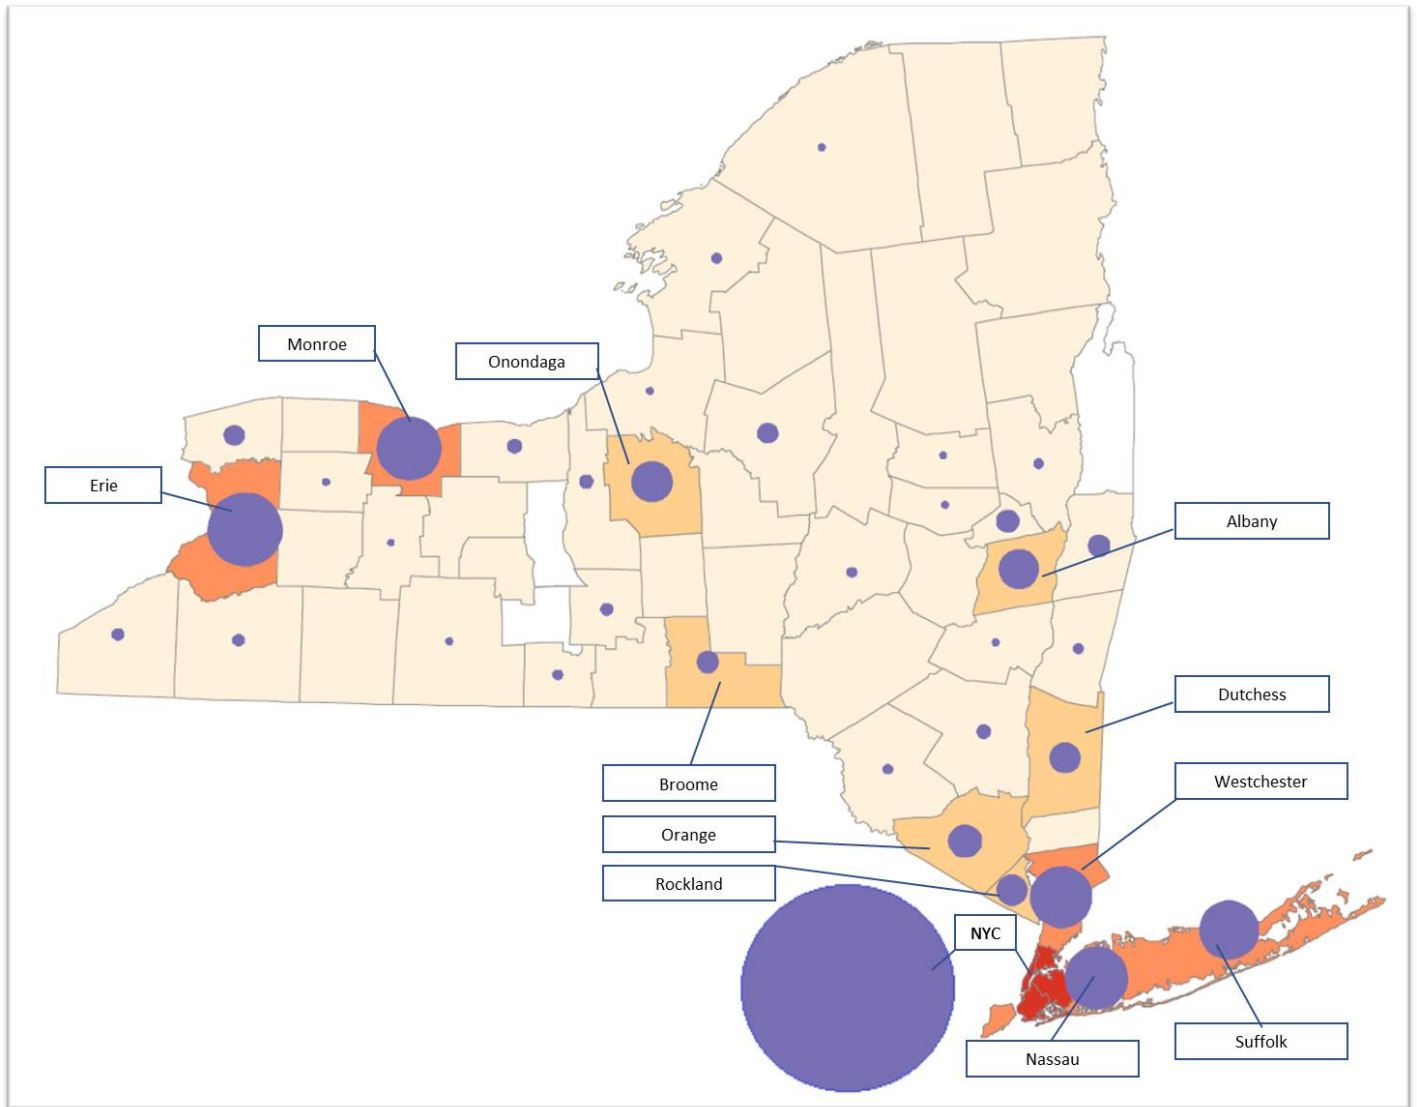 Monroe
Onondaga
Erie
Albany
Dutchess
Westchester
Broome
Orange
Rockland
NYC
Suffolk
Nassau